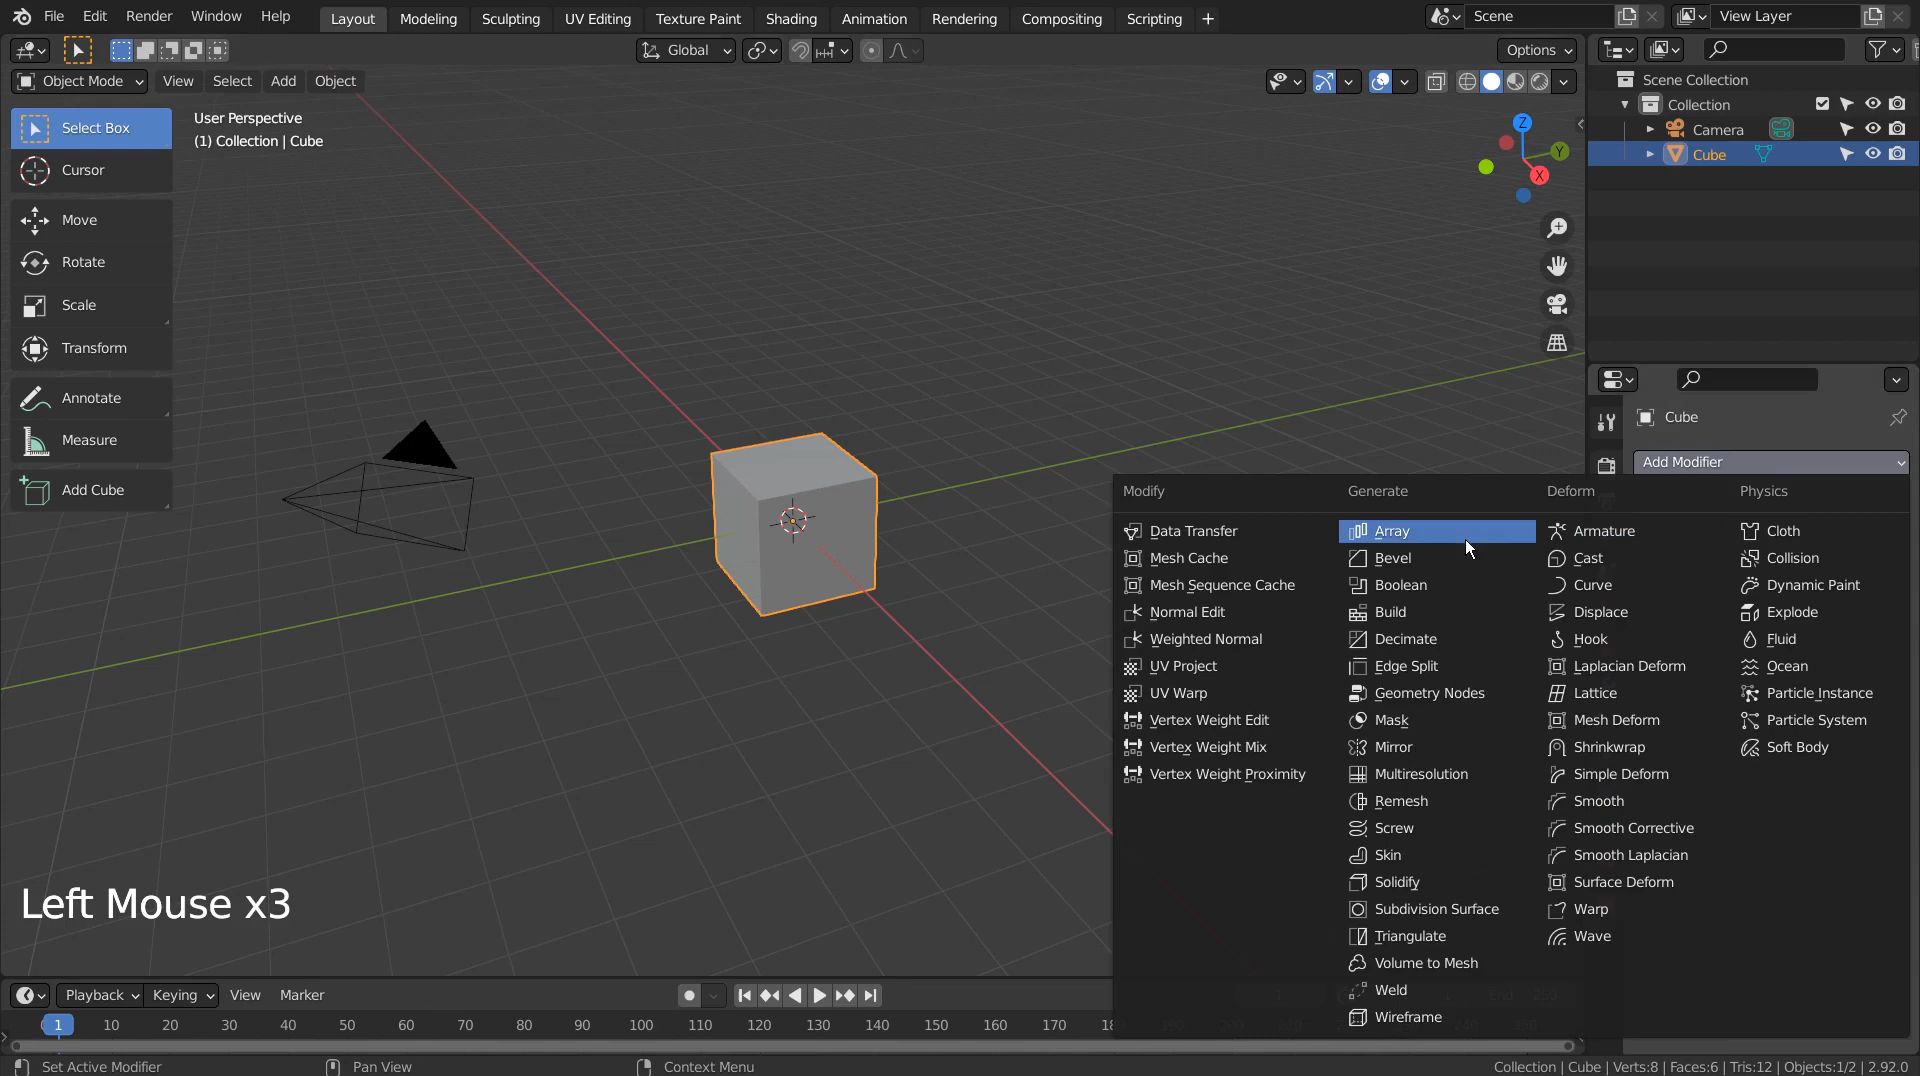 File Edit Render Window Help Layout Modeling Sculpting UV Editing Texture Paint Shading Animation Rendering Compositing Scripting + Scene View Layer
Global Options
Object Mode View Select Add Object
User Perspective
(1) Collection | Cube
Select Box
Cursor
Move
Rotate
Scale
Transform
Annotate
Measure
Add Cube
Z
Y
X
Scene Collection
Collection
Camera
Cube
Cube
Add Modifier
Modify Generate Deform Physics
Data Transfer Array Armature Cloth
Mesh Cache Bevel Cast Collision
Mesh Sequence Cache Boolean Curve Dynamic Paint
Normal Edit Build Displace Explode
Weighted Normal Decimate Hook Fluid
UV Project Edge Split Laplacian Deform Ocean
UV Warp Geometry Nodes Lattice Particle Instance
Vertex Weight Edit Mask Mesh Deform Particle System
Vertex Weight Mix Mirror Shrinkwrap Soft Body
Vertex Weight Proximity Multiresolution Simple Deform
Remesh Smooth
Screw Smooth Corrective
Skin Smooth Laplacian
Solidify Surface Deform
Subdivision Surface Warp
Triangulate Wave
Volume to Mesh
Weld
Wireframe
Left Mouse x3
Playback Keying View Marker
1 10 20 30 40 50 60 70 80 90 100 110 120 130 140 150 160 170
Set Active Modifier Pan View Context Menu Collection | Cube | Verts:8 | Faces:6 | Tris:12 | Objects:1/2 | 2.92.0